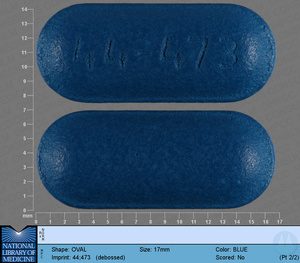 14
13
12
11
10
9
8
7
6
5
4
3
2
1
0
mm
44 473
0 1 2 3 4 5 6 7 8 9 10 11 12 13 14 15 16 17
NATIONAL
LIBRARY OF
MEDICINE
Shape: OVAL Size: 17mm Color: BLUE
Imprint: 44;473 (debossed) Scored: No (Pt 2/2)